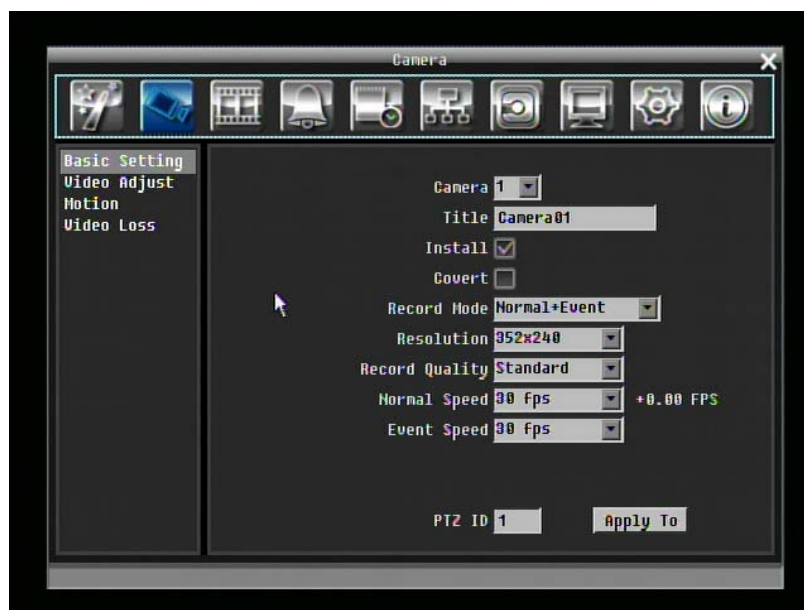 Camera
Basic Setting
Video Adjust
Motion
Video Loss
Camera 1
Title Camera01
Install
Covert
Record Mode Normal+Event
Resolution 352x240
Record Quality Standard
Normal Speed 30 fps +0.00 FPS
Event Speed 30 fps
PTZ ID 1 Apply To